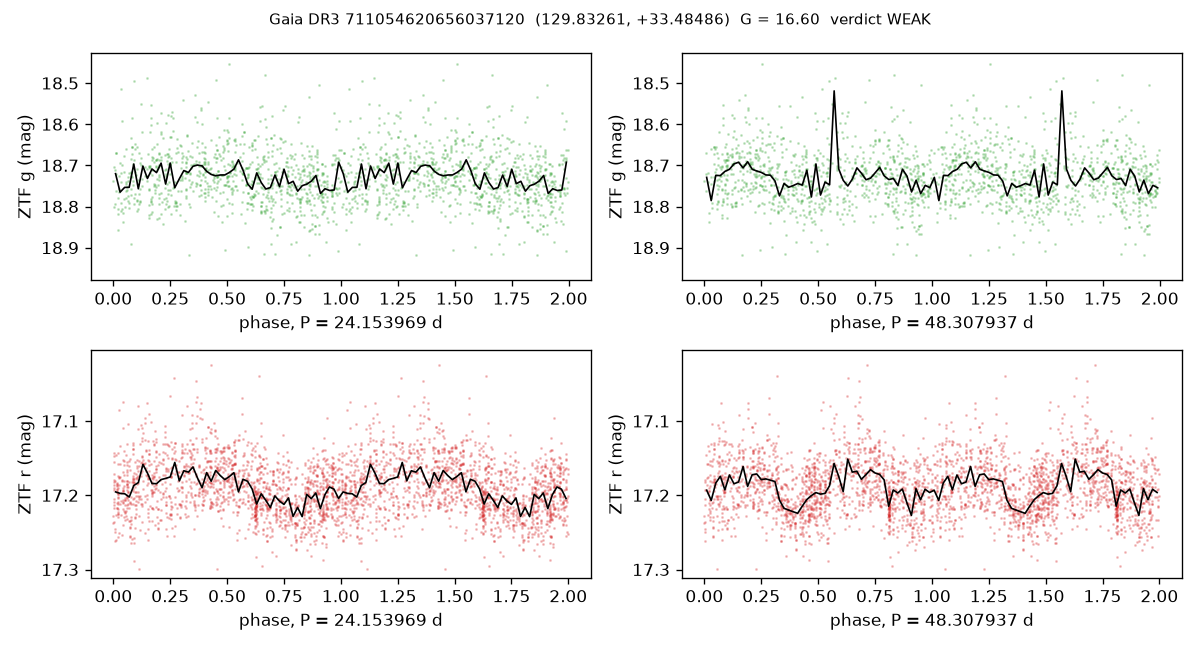 Gaia DR3 711054620656037120 (129.83261, +33.48486) G = 16.60 verdict WEAK
ZTF g (mag)
18.5
18.6
18.7
18.8
18.9
0.00 0.25 0.50 0.75 1.00 1.25 1.50 1.75 2.00
phase, P = 24.153969 d
ZTF g (mag)
18.5
18.6
18.7
18.8
18.9
0.00 0.25 0.50 0.75 1.00 1.25 1.50 1.75 2.00
phase, P = 48.307937 d
ZTF r (mag)
17.1
17.2
17.3
0.00 0.25 0.50 0.75 1.00 1.25 1.50 1.75 2.00
phase, P = 24.153969 d
ZTF r (mag)
17.1
17.2
17.3
0.00 0.25 0.50 0.75 1.00 1.25 1.50 1.75 2.00
phase, P = 48.307937 d